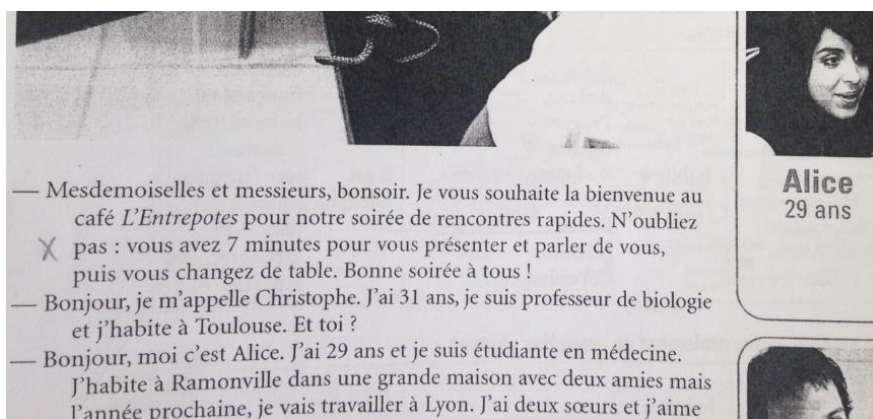 — Mesdemoiselles et messieurs, bonsoir. Je vous souhaite la bienvenue au
café L'Entrepotes pour notre soirée de rencontres rapides. N'oubliez
pas : vous avez 7 minutes pour vous présenter et parler de vous,
puis vous changez de table. Bonne soirée à tous !
— Bonjour, je m'appelle Christophe. J'ai 31 ans, je suis professeur de biologie
et j'habite à Toulouse. Et toi ?
— Bonjour, moi c'est Alice. J'ai 29 ans et je suis étudiante en médecine.
J'habite à Ramonville dans une grande maison avec deux amies mais
l'année prochaine, je vais travailler à Lyon. J'ai deux sœurs et j'aime
Alice
29 ans